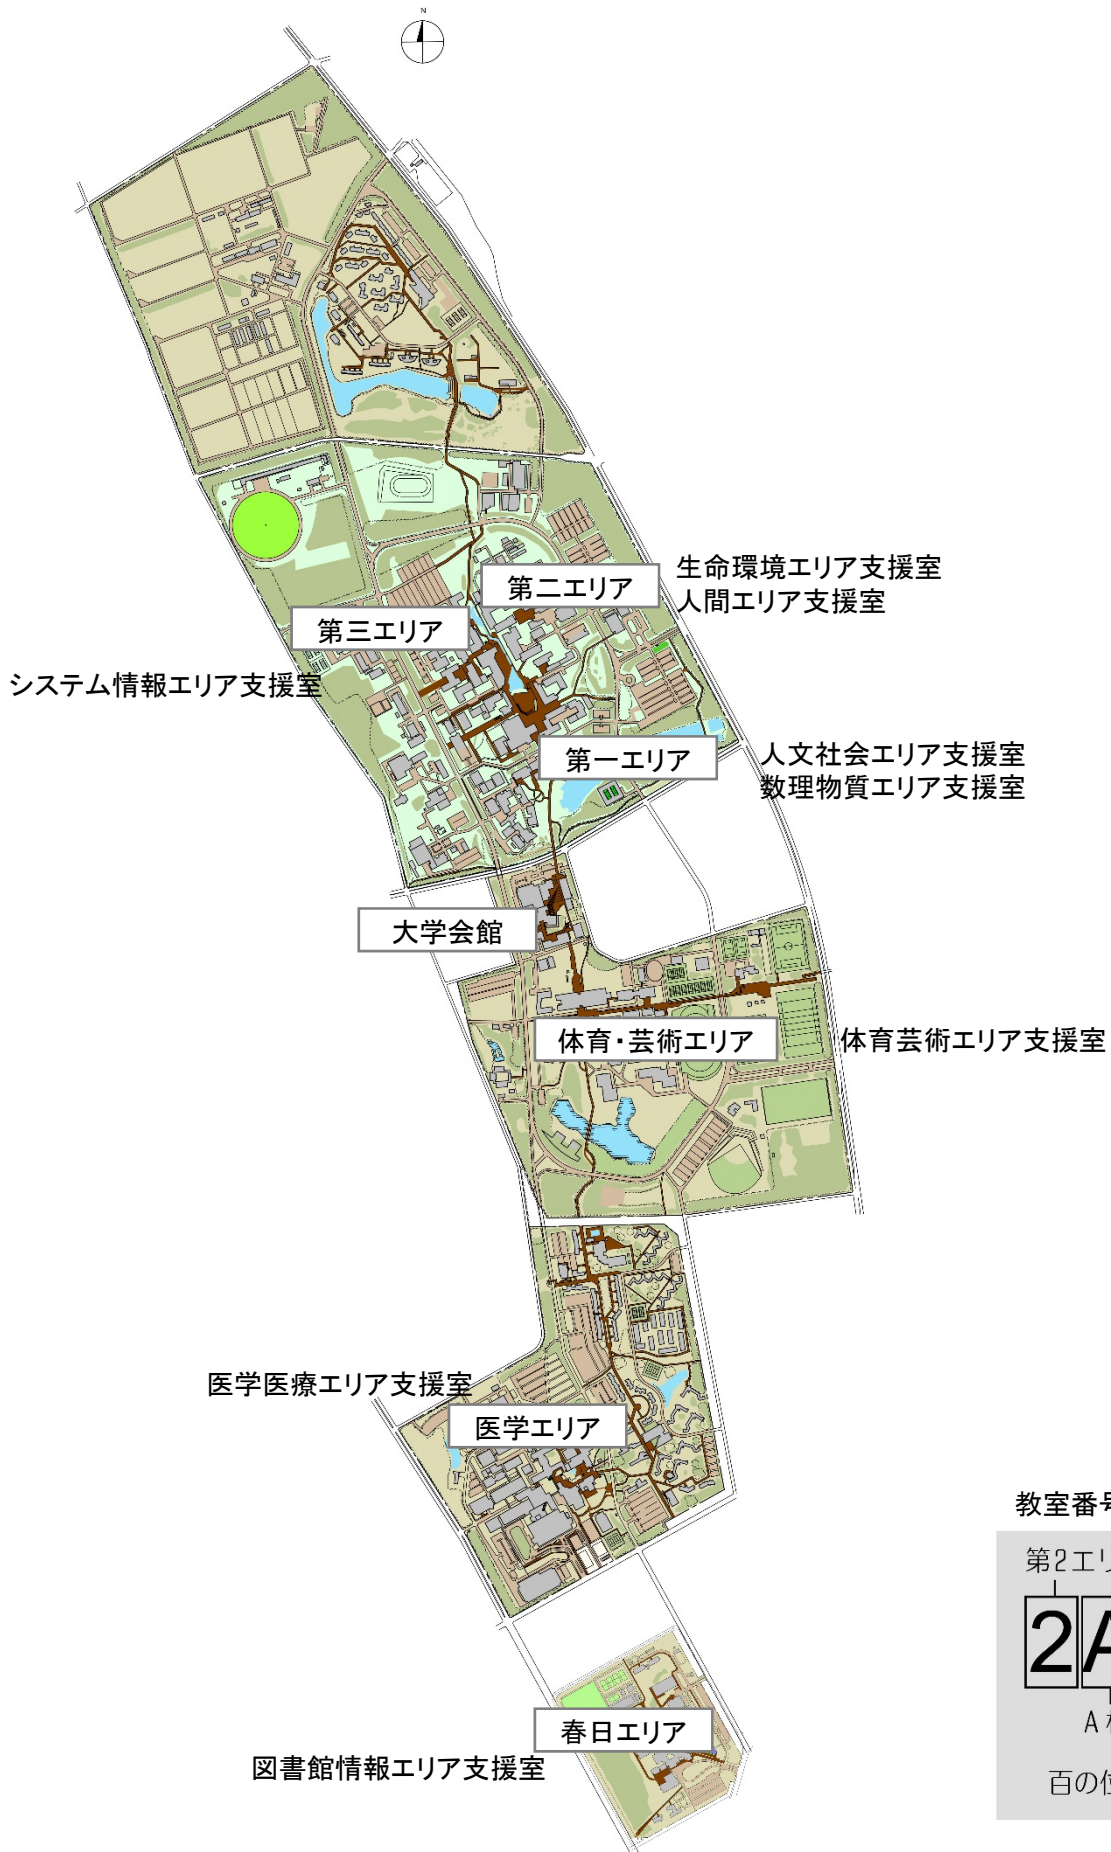 N
第二エリア
生命環境エリア支援室
人間エリア支援室
第三エリア
システム情報エリア支援室
第一エリア
人文社会エリア支援室
数理物質エリア支援室
大学会館
体育・芸術エリア
体育芸術エリア支援室
医学医療エリア支援室
医学エリア
教室番号
第2エリ
2A
A
百の位
春日エリア
図書館情報エリア支援室